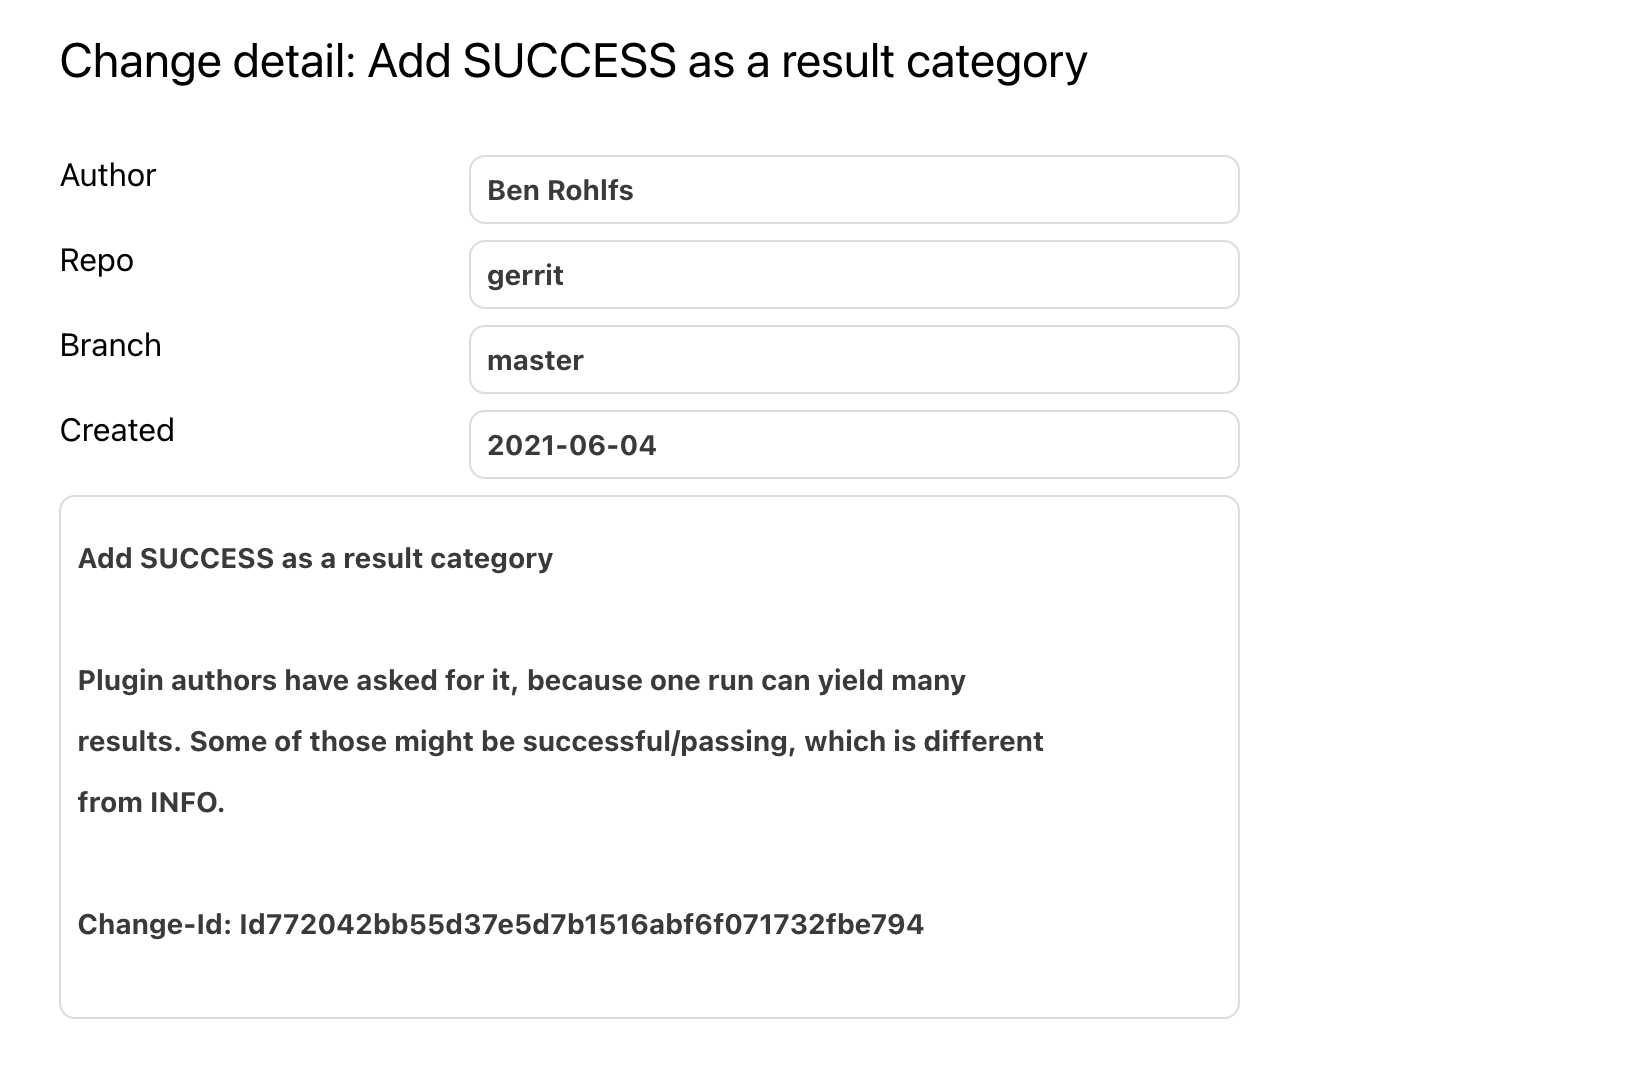 Change detail: Add SUCCESS as a result category
Author
Ben Rohlfs
Repo
gerrit
Branch
master
Created
2021-06-04
Add SUCCESS as a result category
Plugin authors have asked for it, because one run can yield many
results. Some of those might be successful/passing, which is different
from INFO.
Change-Id: Id772042bb55d37e5d7b1516abf6f071732fbe794